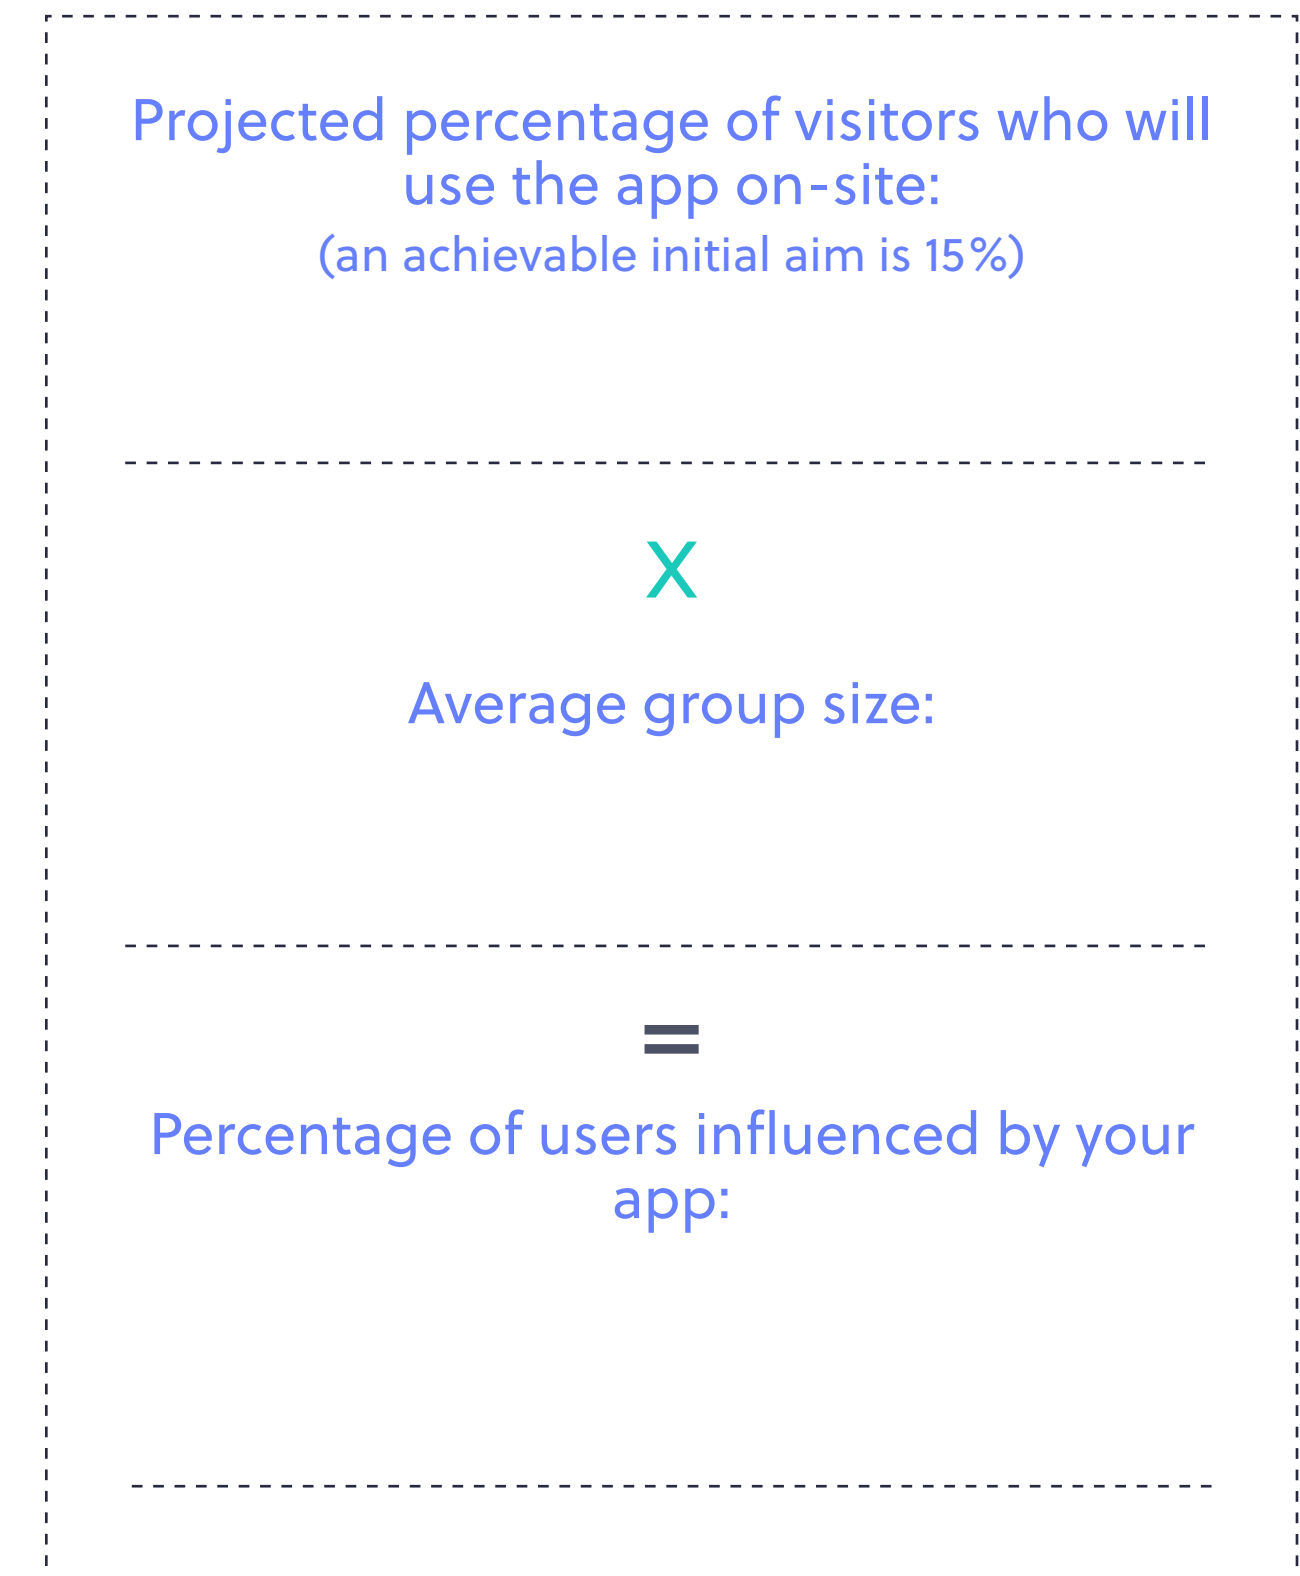 Projected percentage of visitors who will
use the app on-site:
(an achievable initial aim is 15%)
x
Average group size:
=
Percentage of users influenced by your
app: